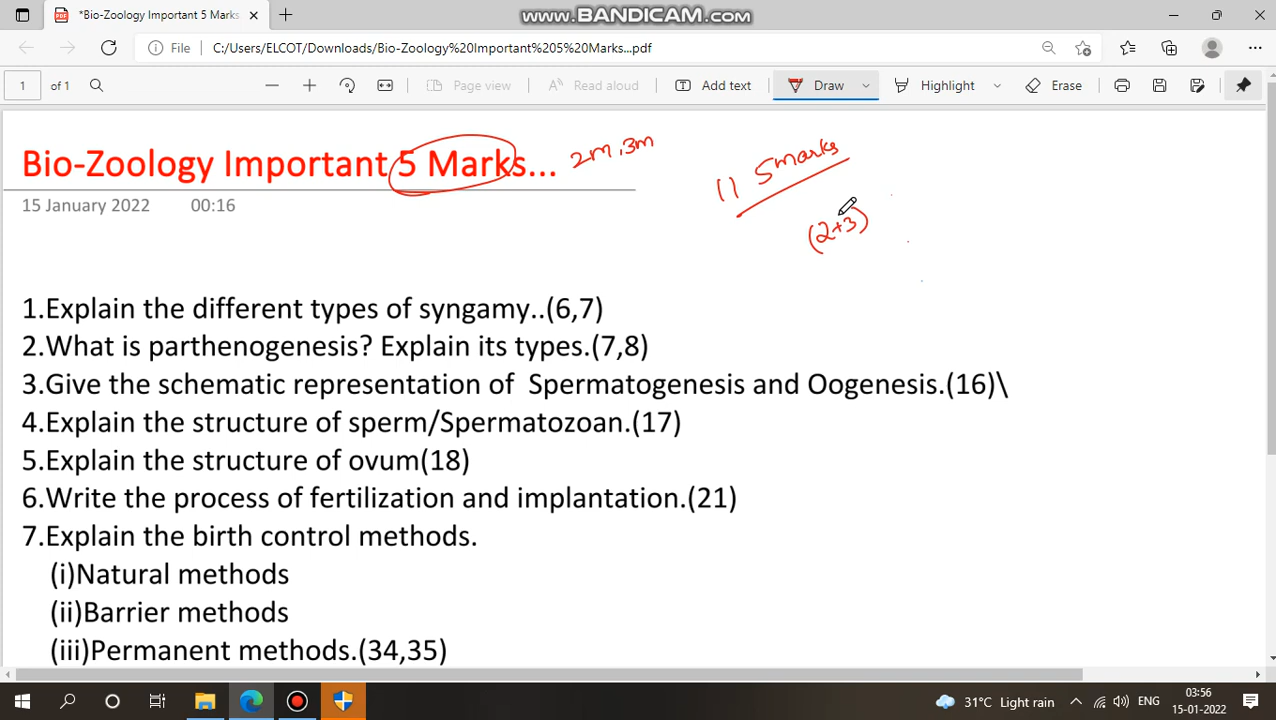 www.BANDICAM.com
*Bio-Zoology Important 5 Marks
File C:/Users/ELCOT/Downloads/Bio-Zoology%20Important%205%20Marks...pdf
1 of 1 Page view Read aloud Add text Draw Highlight Erase
Bio-Zoology Important 5 Marks... 2m,3m
11 5marks
15 January 2022 00:16
(2+3)
1.Explain the different types of syngamy..(6,7)
2.What is parthenogenesis? Explain its types.(7,8)
3.Give the schematic representation of Spermatogenesis and Oogenesis.(16)\
4.Explain the structure of sperm/Spermatozoan.(17)
5.Explain the structure of ovum(18)
6.Write the process of fertilization and implantation.(21)
7.Explain the birth control methods.
(i)Natural methods
(ii)Barrier methods
(iii)Permanent methods.(34,35)
31°C Light rain ENG 03:56
15-01-2022